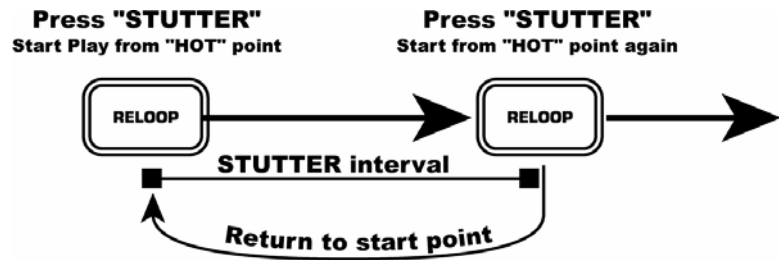 Press "STUTTER"
Start Play from "HOT" point
Press "STUTTER"
Start from "HOT" point again
RELOOP
RELOOP
STUTTER interval
Return to start point